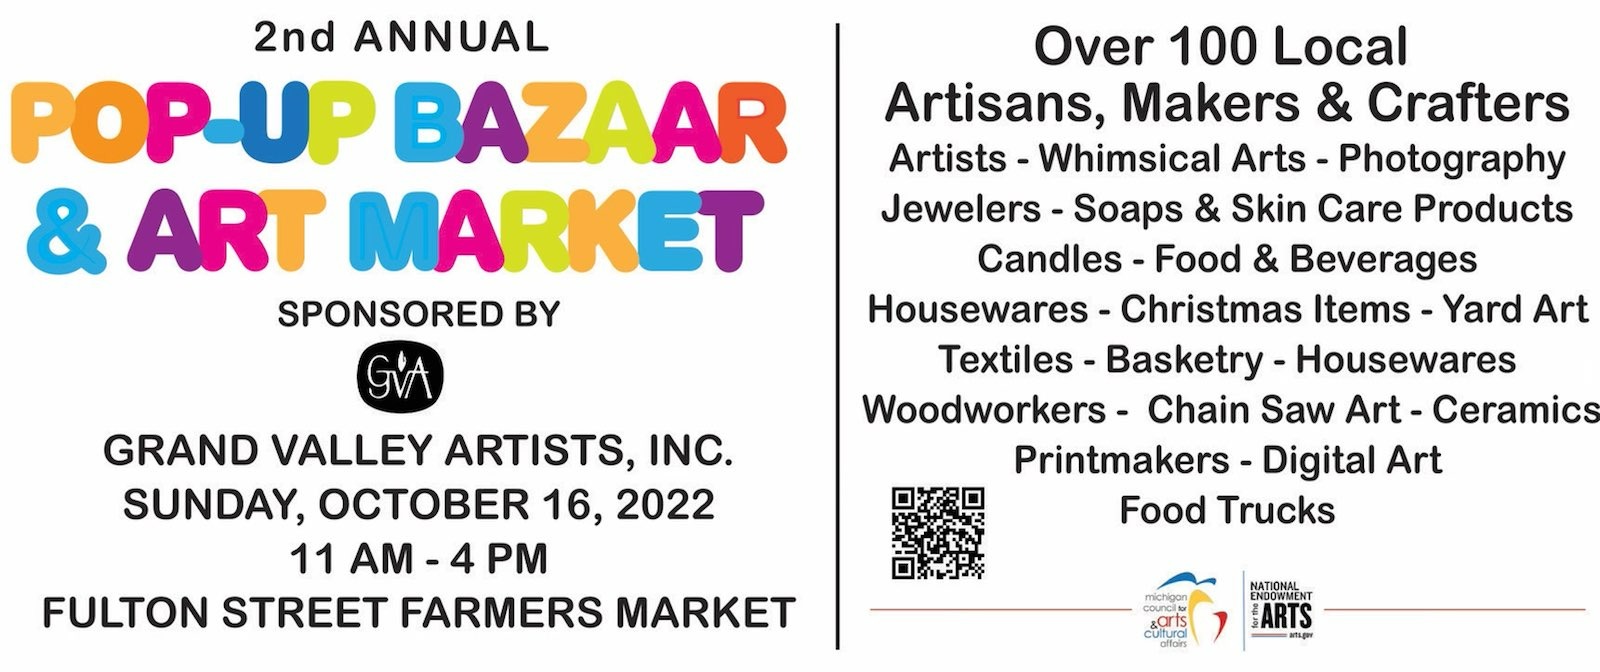 2nd ANNUAL
POP-UP BAZAAR
& ART MARKET
SPONSORED BY
GVA
GRAND VALLEY ARTISTS, INC.
SUNDAY, OCTOBER 16, 2022
11 AM - 4 PM
FULTON STREET FARMERS MARKET
Over 100 Local
Artisans, Makers & Crafters
Artists - Whimsical Arts - Photography
Jewelers - Soaps & Skin Care Products
Candles - Food & Beverages
Housewares - Christmas Items - Yard Art
Textiles - Basketry - Housewares
Woodworkers - Chain Saw Art - Ceramics
Printmakers - Digital Art
Food Trucks
michigan
council for
&arts
cultural
affairs
NATIONAL
ENDOWMENT
for the ARTS
arts.gov